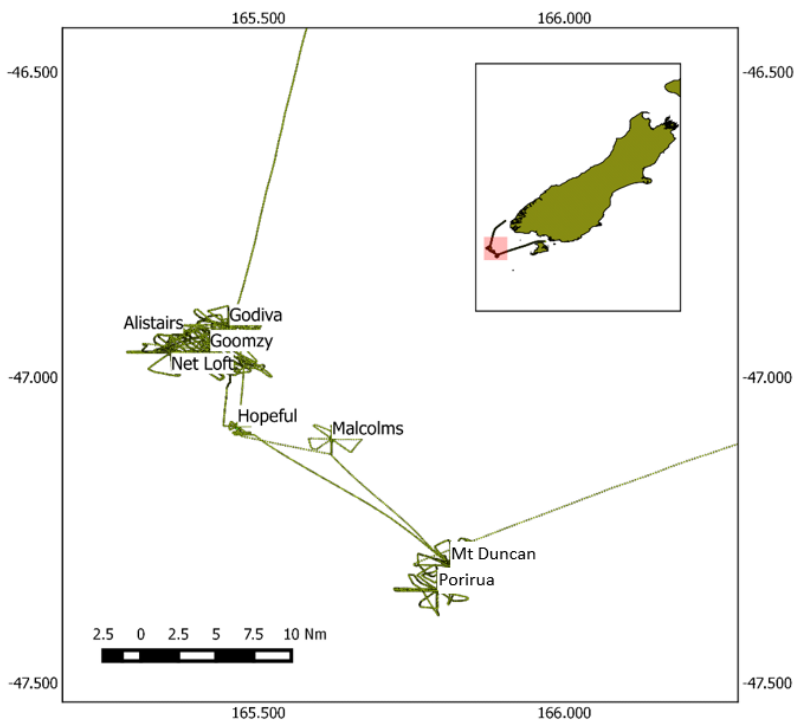 165.500 166.000
-46.500 -46.500
Godiva
Alistairs
Goomzy
Net Loft
-47.000 -47.000
Hopeful
Malcolms
Mt Duncan
Porirua
2.5 0 2.5 5 7.5 10 Nm
-47.500 -47.500
165.500 166.000